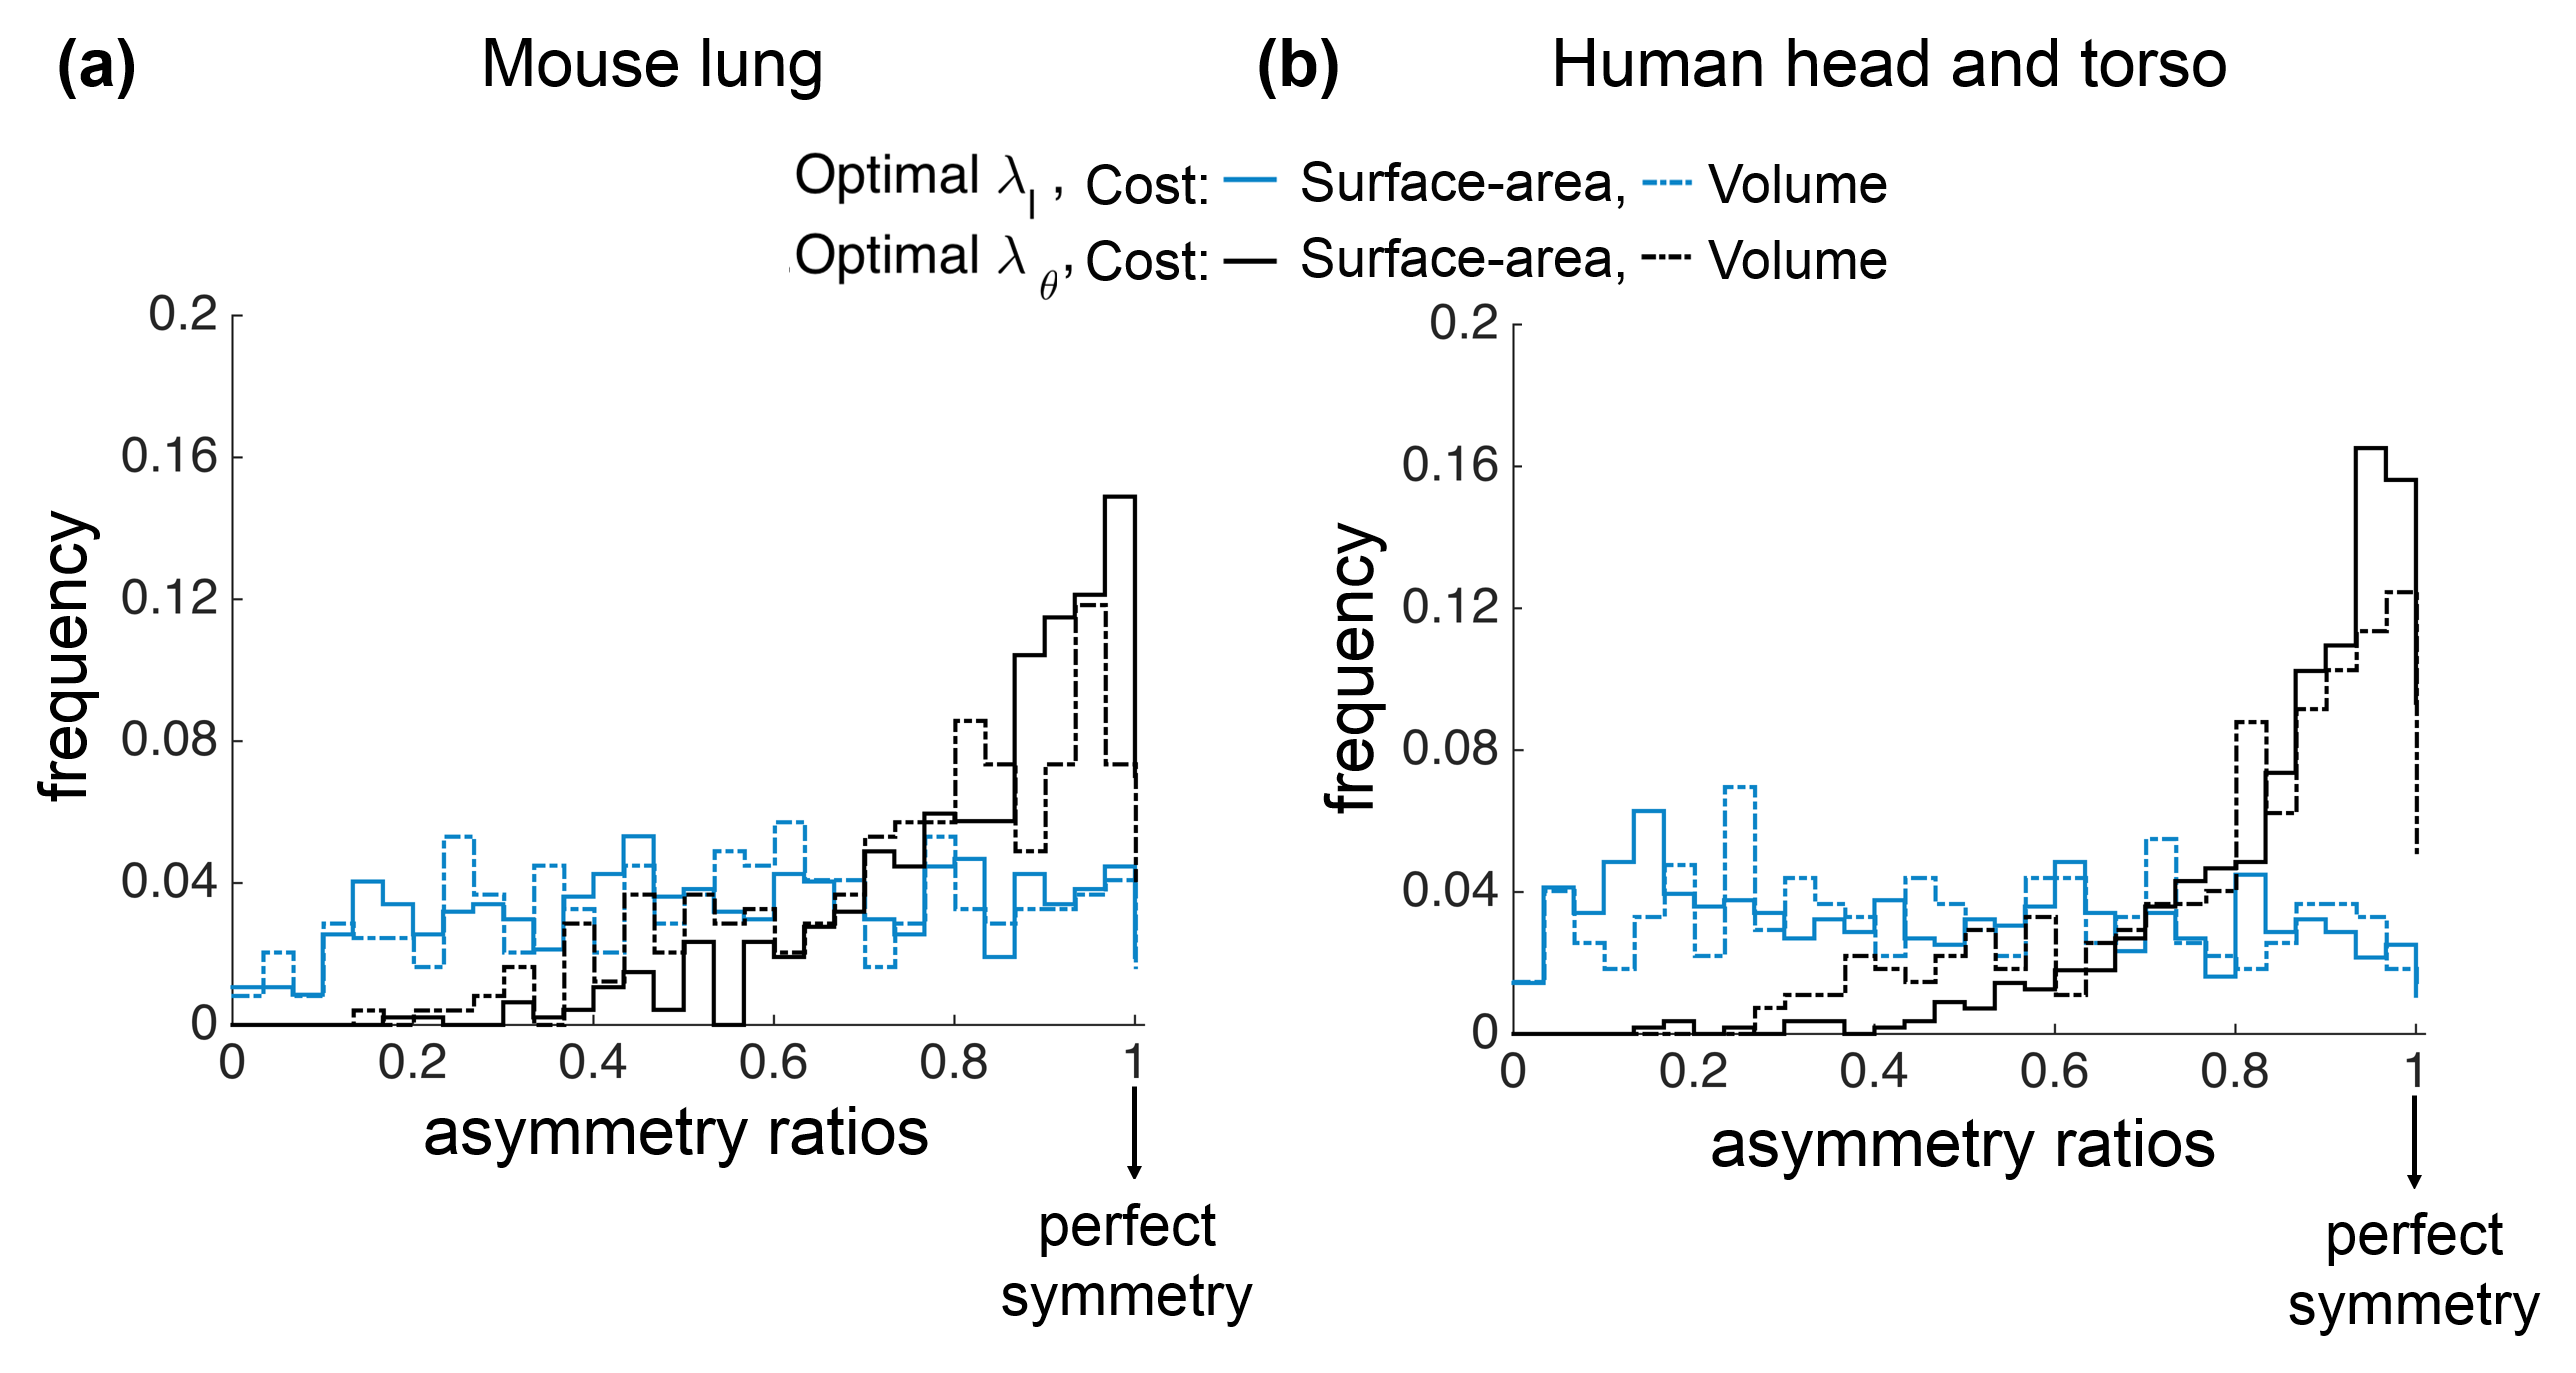 (a) Mouse lung
(b) Human head and torso
Optimal λl , Cost: Surface-area, Volume
Optimal λθ, Cost: Surface-area, Volume
0.2
0.16
0.12
0.08
0.04
0
frequency
0 0.2 0.4 0.6 0.8 1
asymmetry ratios
perfect
symmetry
0.2
0.16
0.12
0.08
0.04
0
frequency
0 0.2 0.4 0.6 0.8 1
asymmetry ratios
perfect
symmetry